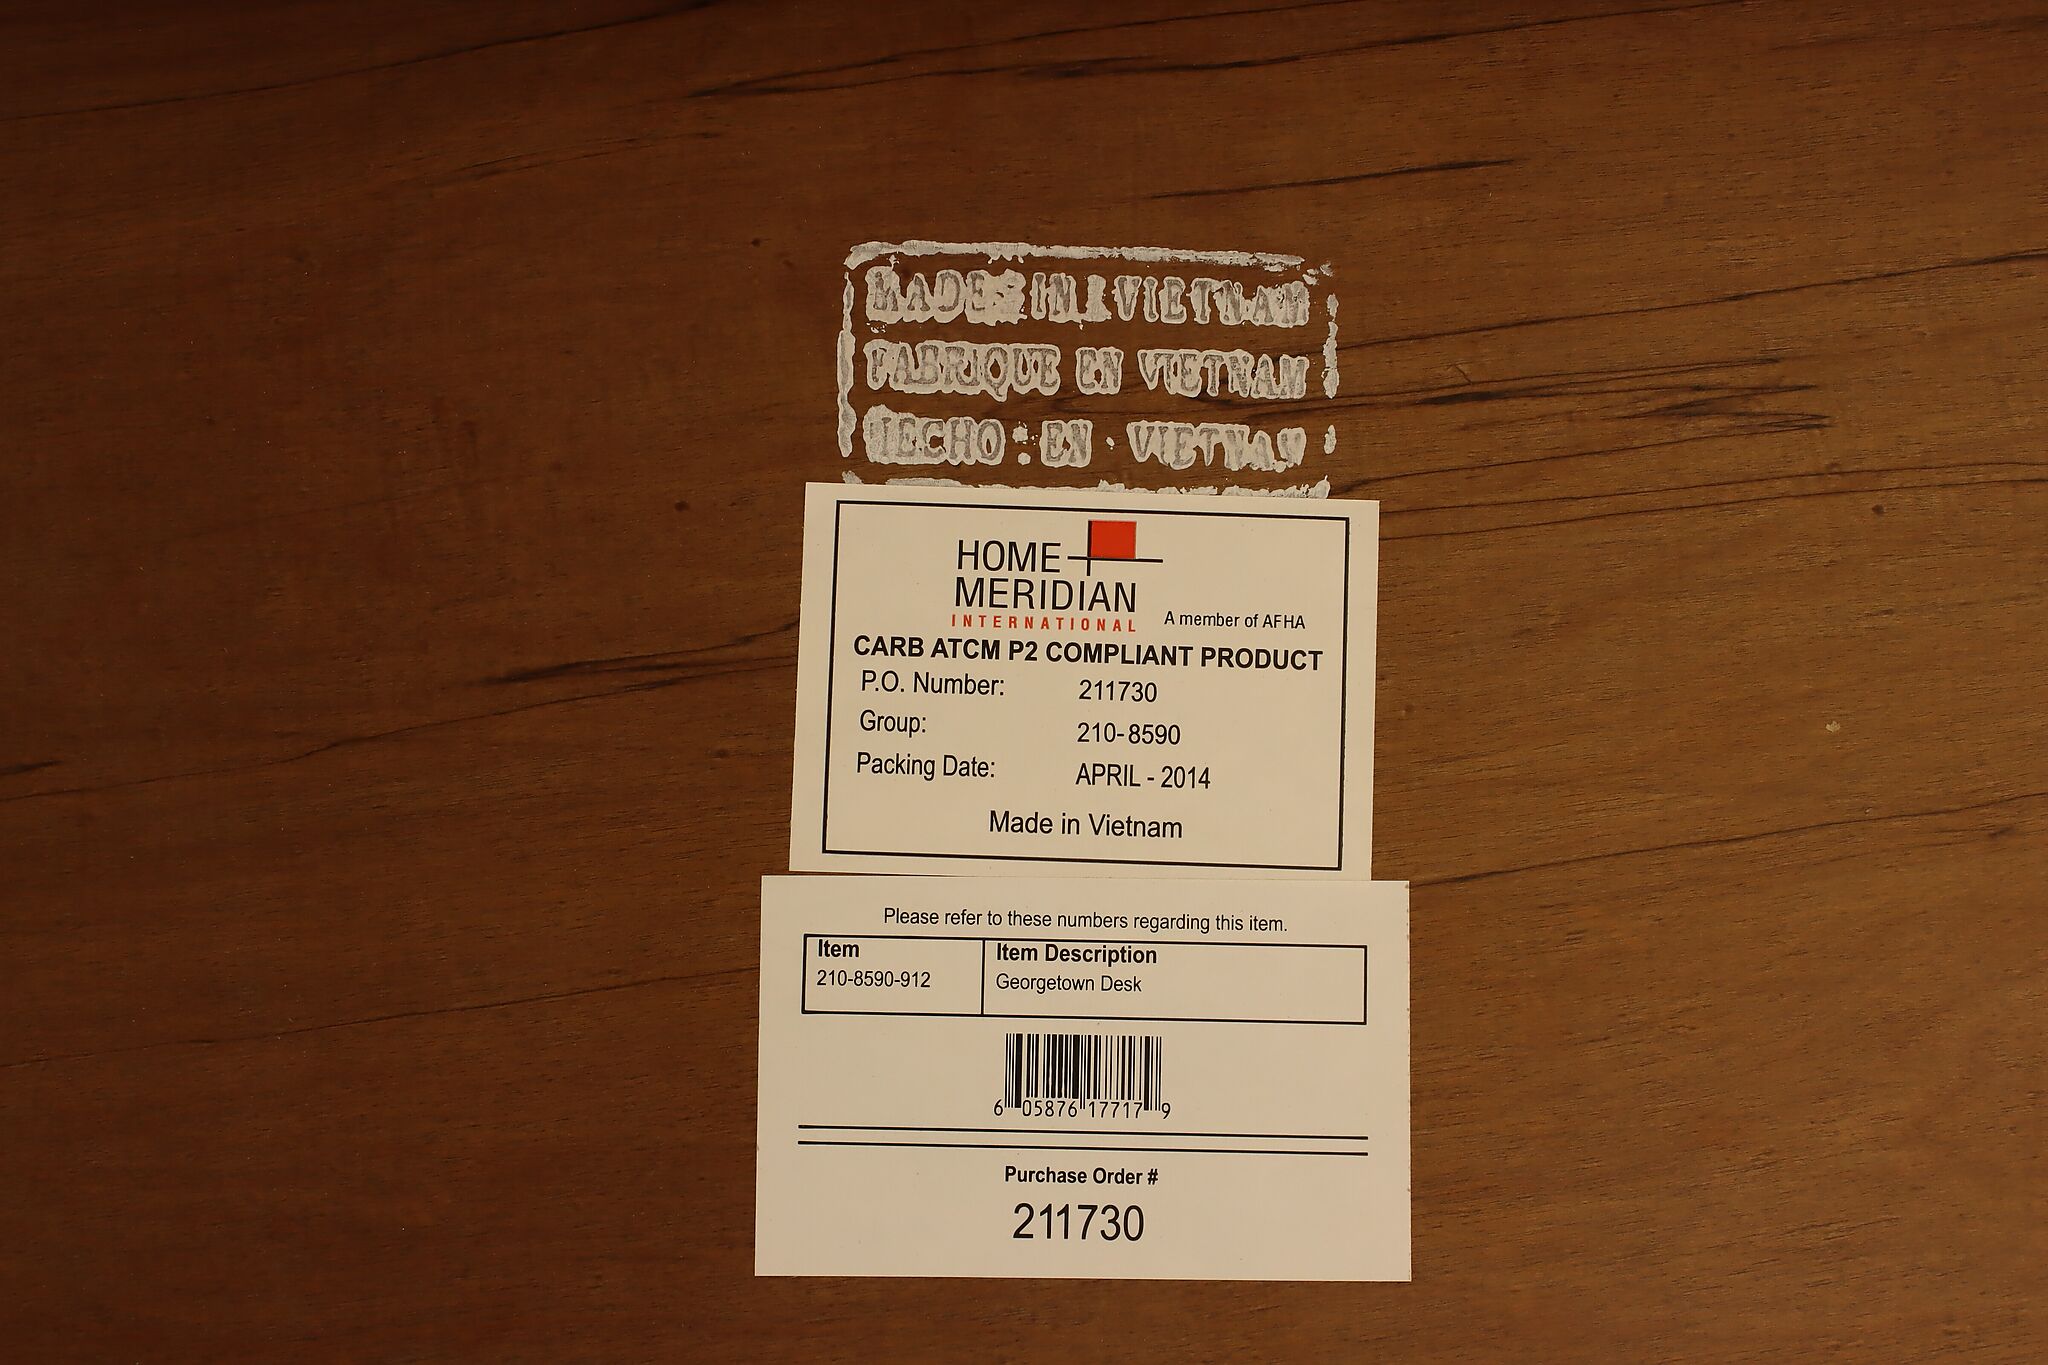 MADE IN VIETNAM
FABRIQUE EN VIETNAM
HECHO EN VIETNAM
HOME
MERIDIAN
INTERNATIONAL
A member of AFHA
CARB ATCM P2 COMPLIANT PRODUCT
P.O. Number: 211730
Group: 210-8590
Packing Date: APRIL - 2014
Made in Vietnam
Please refer to these numbers regarding this item.
Item Item Description
210-8590-912 Georgetown Desk
6 05876 17717 9
Purchase Order #
211730